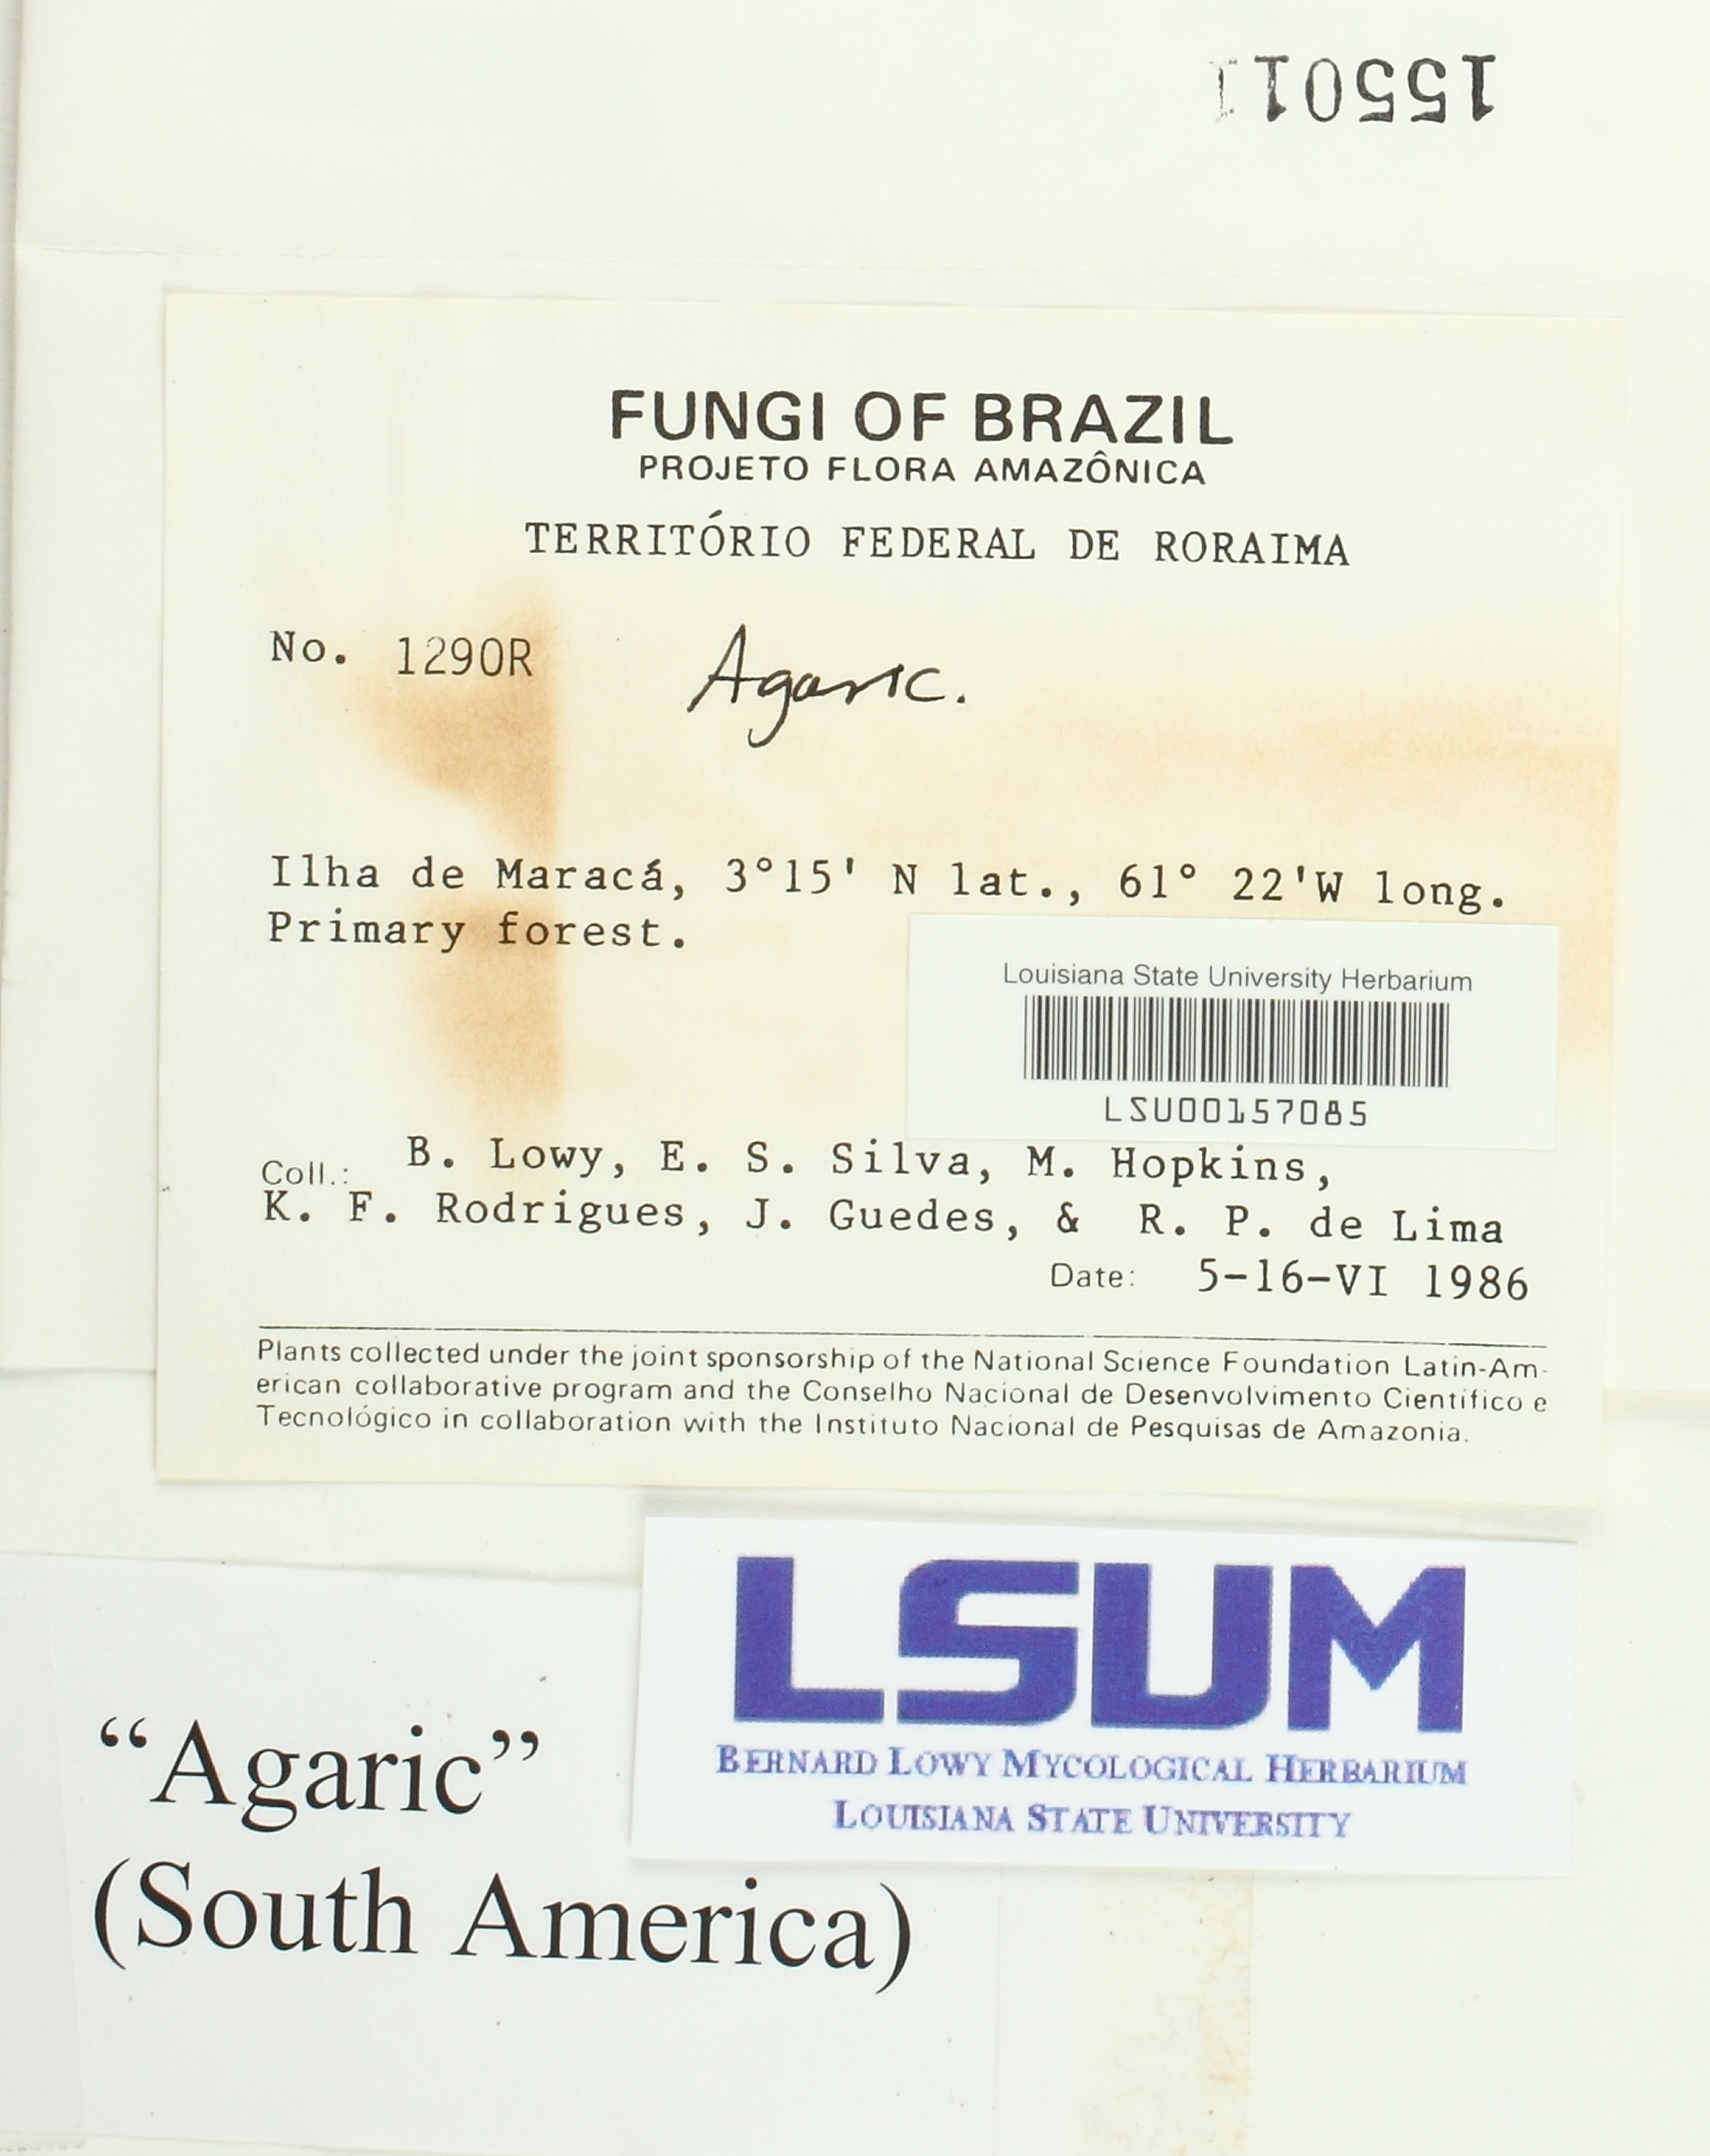 155011
FUNGI OF BRAZIL
PROJETO FLORA AMAZÔNICA
TERRITÓRIO FEDERAL DE RORAIMA
No. 1290R Agaric.
Ilha de Maracá, 3°15' N lat., 61° 22'W long.
Primary forest.
Louisiana State University Herbarium
LSU00157085
Coll.: B. Lowy, E. S. Silva, M. Hopkins,
K. F. Rodrigues, J. Guedes, & R. P. de Lima
Date: 5-16-VI 1986
Plants collected under the joint sponsorship of the National Science Foundation Latin-Am-
erican collaborative program and the Conselho Nacional de Desenvolvimento Científico e
Tecnológico in collaboration with the Instituto Nacional de Pesquisas de Amazonia.
LSUM
BERNARD LOWY MYCOLOGICAL HERBARIUM
LOUISIANA STATE UNIVERSITY
“Agaric”
(South America)